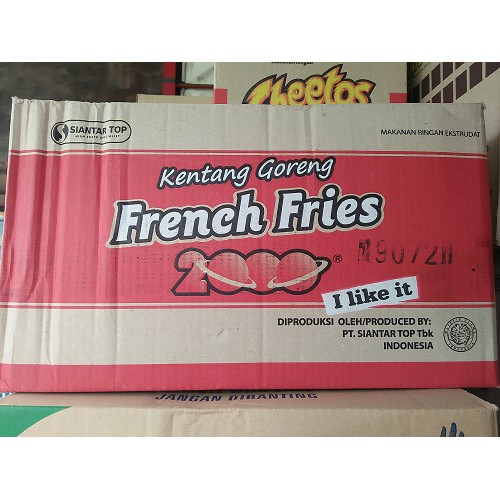 Cheetos
SIANTAR TOP
MAKANAN RINGAN EKSTRUDAT
Kentang Goreng
French Fries
2000 ®
I like it
DIPRODUKSI OLEH/PRODUCED BY:
PT. SIANTAR TOP Tbk
INDONESIA
JANGAN DIBANTING